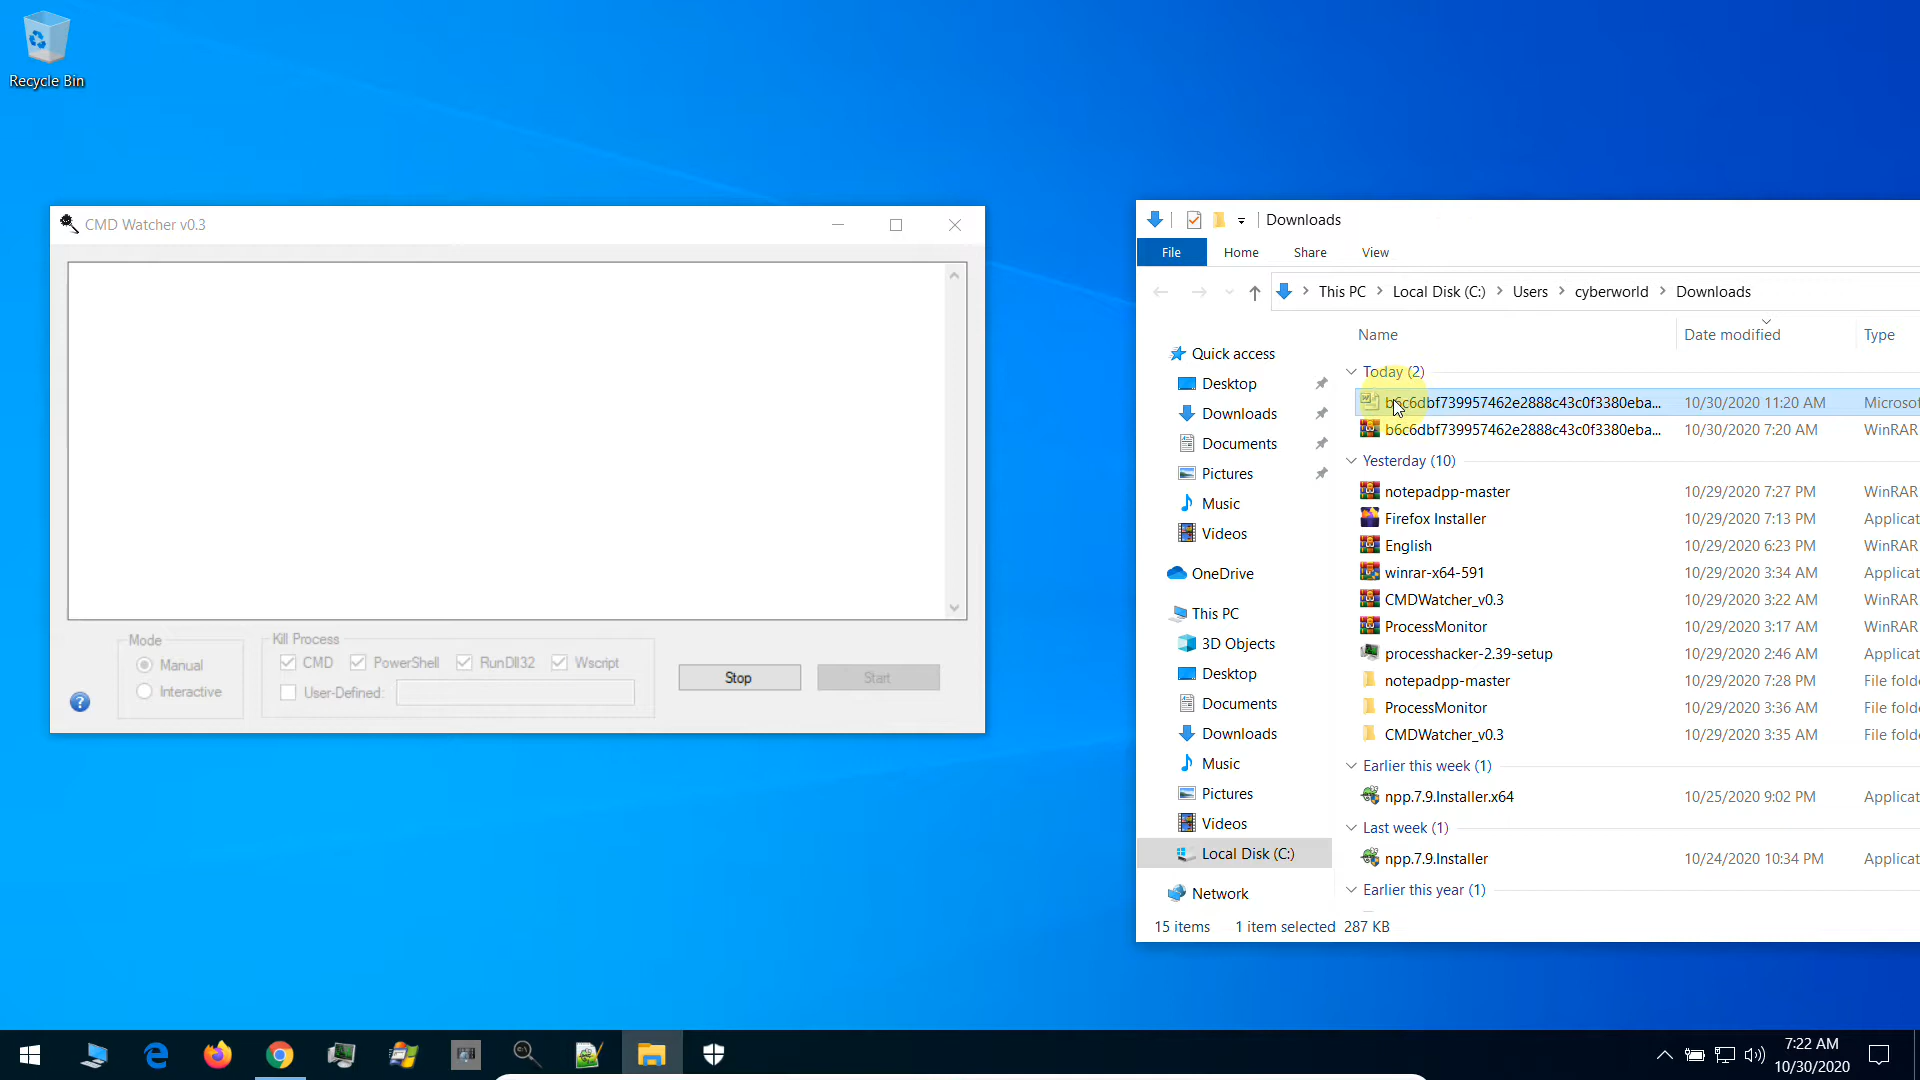 Recycle Bin
CMD Watcher v0.3
Mode
Manual
Interactive
Kill Process
CMD PowerShell RunDll32 Wscript
User-Defined:
Stop Start
?
Downloads
File Home Share View
This PC Local Disk (C:) Users cyberworld Downloads
Name Date modified Type
Quick access
Desktop
Downloads
Documents
Pictures
Music
Videos
OneDrive
This PC
3D Objects
Desktop
Documents
Downloads
Music
Pictures
Videos
Local Disk (C:)
Network
Today (2)
b6c6dbf739957462e2888c43c0f3380eba... 10/30/2020 11:20 AM Microsof
b6c6dbf739957462e2888c43c0f3380eba... 10/30/2020 7:20 AM WinRAR
Yesterday (10)
notepadpp-master 10/29/2020 7:27 PM WinRAR
Firefox Installer 10/29/2020 7:13 PM Applicat
English 10/29/2020 6:23 PM WinRAR
winrar-x64-591 10/29/2020 3:34 AM Applicat
CMDWatcher_v0.3 10/29/2020 3:22 AM WinRAR
ProcessMonitor 10/29/2020 3:17 AM WinRAR
processhacker-2.39-setup 10/29/2020 2:46 AM Applicat
notepadpp-master 10/29/2020 7:28 PM File folde
ProcessMonitor 10/29/2020 3:36 AM File folde
CMDWatcher_v0.3 10/29/2020 3:35 AM File folde
Earlier this week (1)
npp.7.9.Installer.x64 10/25/2020 9:02 PM Applicat
Last week (1)
npp.7.9.Installer 10/24/2020 10:34 PM Applicat
Earlier this year (1)
15 items 1 item selected 287 KB
7:22 AM
10/30/2020